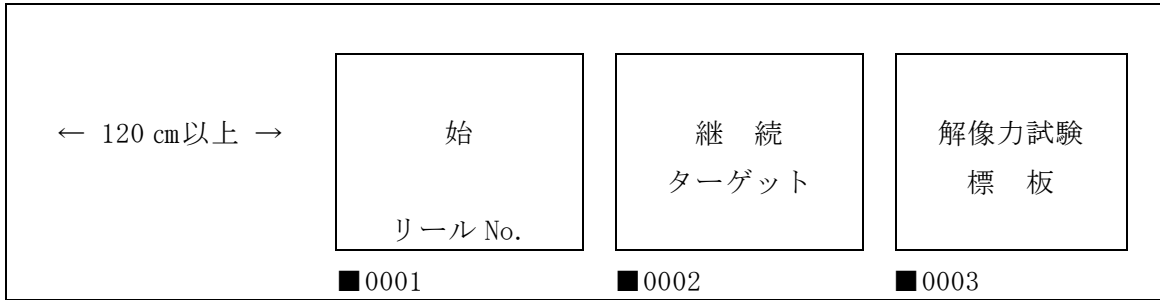 ← 120 ㎝以上 →
始
リール No.
継 続
ターゲット
解像力試験
標 板
■0001
■0002
■0003